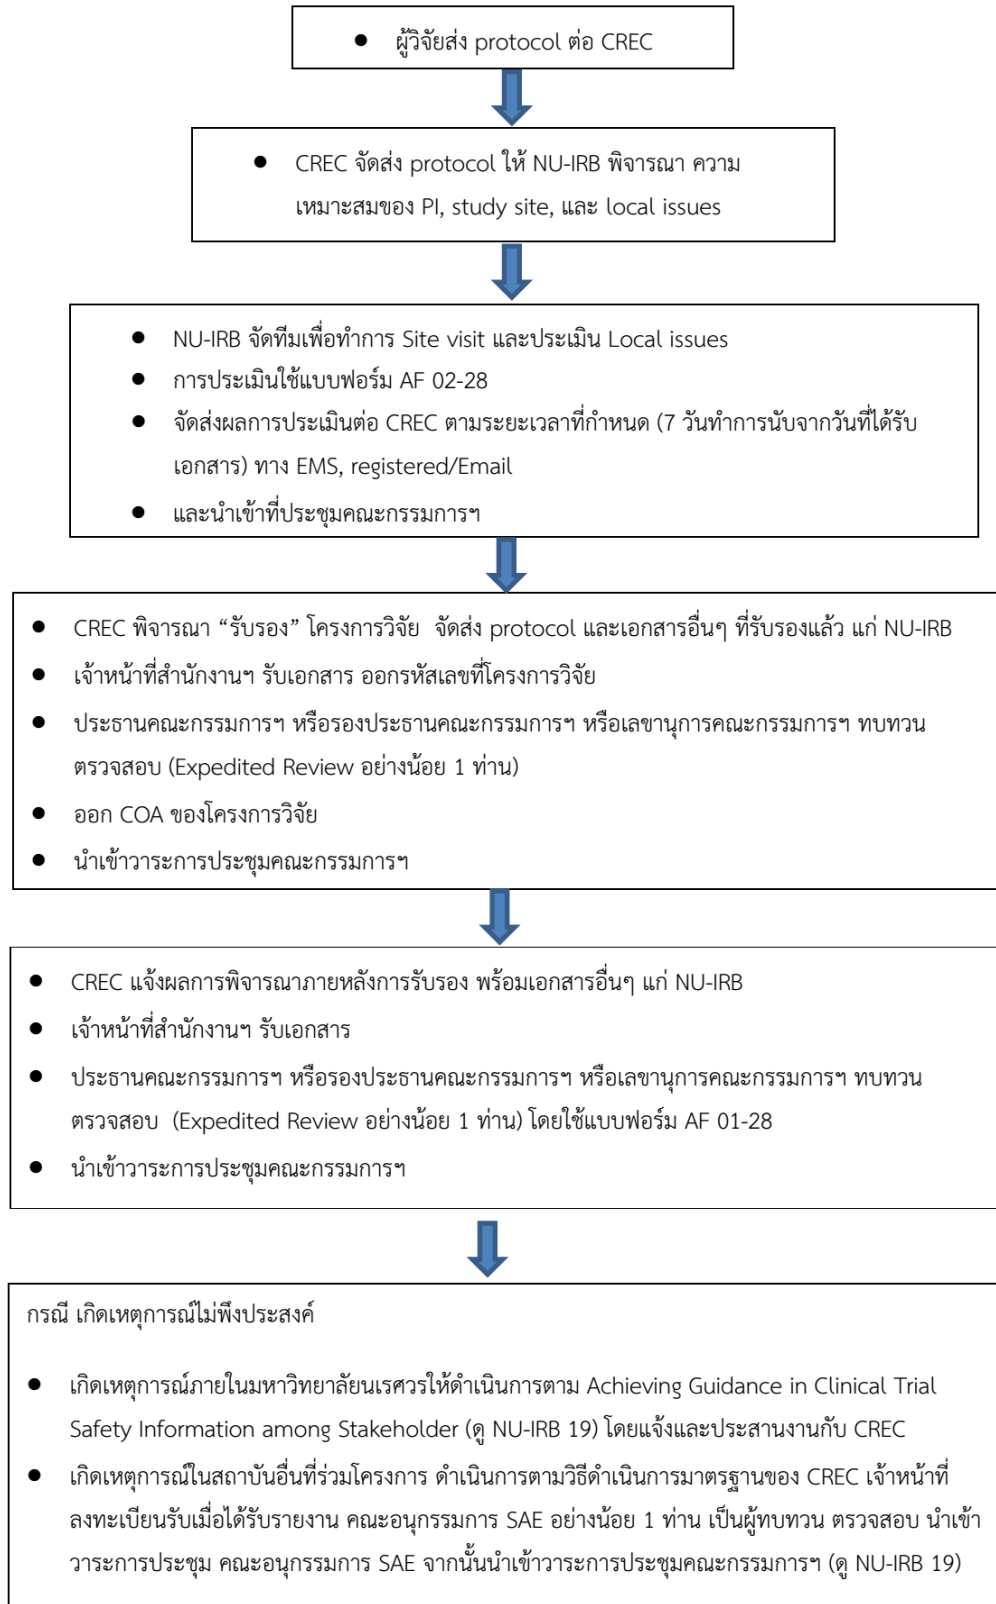 ● ผู้วิจัยส่ง protocol ต่อ CREC
● CREC จัดส่ง protocol ให้ NU-IRB พิจารณา ความ
เหมาะสมของ PI, study site, และ local issues
● NU-IRB จัดทีมเพื่อทำการ Site visit และประเมิน Local issues
● การประเมินใช้แบบฟอร์ม AF 02-28
● จัดส่งผลการประเมินต่อ CREC ตามระยะเวลาที่กำหนด (7 วันทำการนับจากวันที่ได้รับ
เอกสาร) ทาง EMS, registered/Email
● และนำเข้าที่ประชุมคณะกรรมการฯ
● CREC พิจารณา “รับรอง” โครงการวิจัย จัดส่ง protocol และเอกสารอื่นๆ ที่รับรองแล้ว แก่ NU-IRB
● เจ้าหน้าที่สำนักงานฯ รับเอกสาร ออกรหัสเลขที่โครงการวิจัย
● ประธานคณะกรรมการฯ หรือรองประธานคณะกรรมการฯ หรือเลขานุการคณะกรรมการฯ ทบทวน
ตรวจสอบ (Expedited Review อย่างน้อย 1 ท่าน)
● ออก COA ของโครงการวิจัย
● นำเข้าวาระการประชุมคณะกรรมการฯ
● CREC แจ้งผลการพิจารณาภายหลังการรับรอง พร้อมเอกสารอื่นๆ แก่ NU-IRB
● เจ้าหน้าที่สำนักงานฯ รับเอกสาร
● ประธานคณะกรรมการฯ หรือรองประธานคณะกรรมการฯ หรือเลขานุการคณะกรรมการฯ ทบทวน
ตรวจสอบ (Expedited Review อย่างน้อย 1 ท่าน) โดยใช้แบบฟอร์ม AF 01-28
● นำเข้าวาระการประชุมคณะกรรมการฯ
กรณี เกิดเหตุการณ์ไม่พึงประสงค์
● เกิดเหตุการณ์ภายในมหาวิทยาลัยนเรศวรให้ดำเนินการตาม Achieving Guidance in Clinical Trial
Safety Information among Stakeholder (ดู NU-IRB 19) โดยแจ้งและประสานงานกับ CREC
● เกิดเหตุการณ์ในสถาบันอื่นที่ร่วมโครงการ ดำเนินการตามวิธีดำเนินการมาตรฐานของ CREC เจ้าหน้าที่
ลงทะเบียนรับเมื่อได้รับรายงาน คณะอนุกรรมการ SAE อย่างน้อย 1 ท่าน เป็นผู้ทบทวน ตรวจสอบ นำเข้า
วาระการประชุม คณะอนุกรรมการ SAE จากนั้นนำเข้าวาระการประชุมคณะกรรมการฯ (ดู NU-IRB 19)